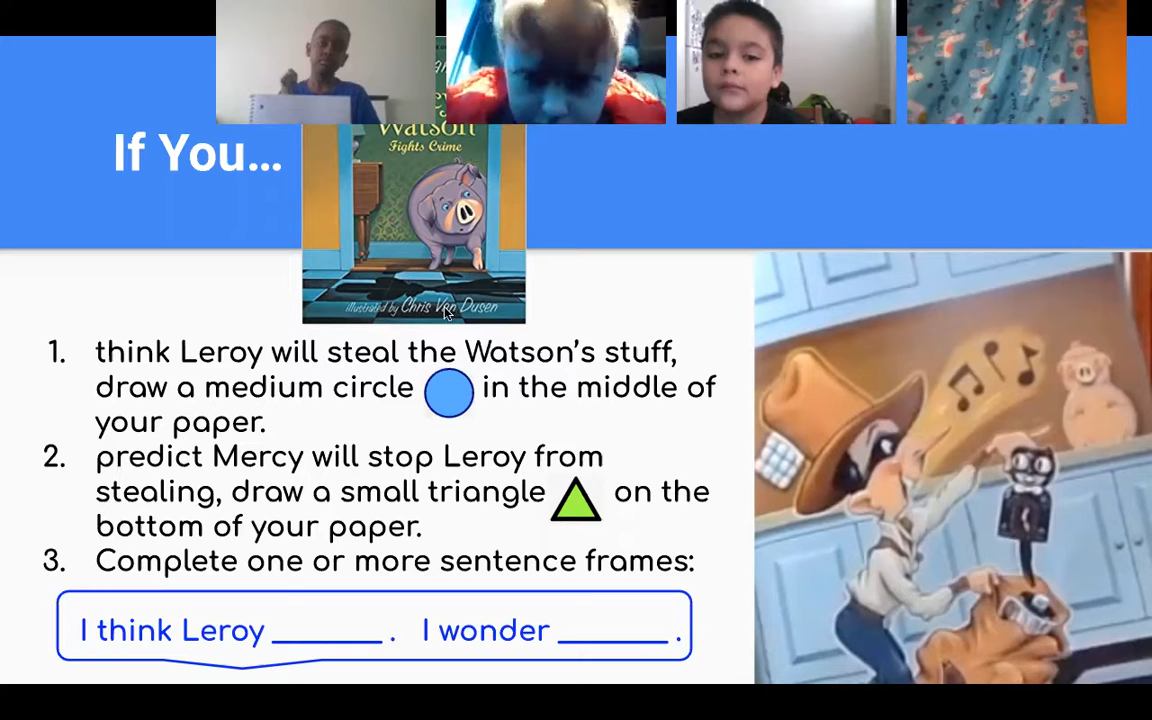 If You...
Watson
Fights Crime
illustrated by Chris Van Dusen
1. think Leroy will steal the Watson's stuff,
draw a medium circle in the middle of
your paper.
2. predict Mercy will stop Leroy from
stealing, draw a small triangle on the
bottom of your paper.
3. Complete one or more sentence frames:
I think Leroy ________ . I wonder ________ .